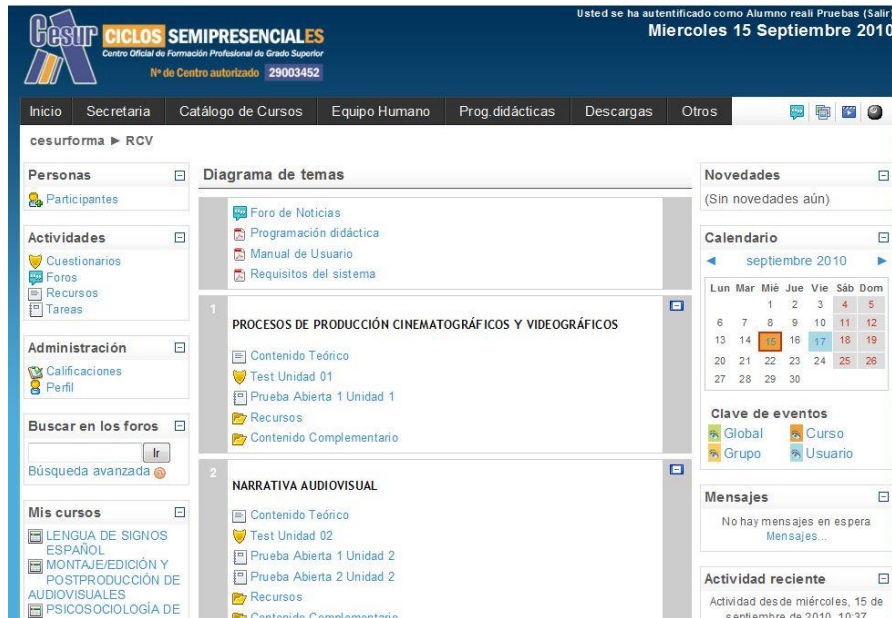 Usted se ha autentificado como Alumno reali Pruebas (Salir
Miercoles 15 Septiembre 2010
Cesur CICLOS SEMIPRESENCIALES
Centro Oficial de Formación Profesional de Grado Superior
Nº de Centro autorizado 29003452
Inicio Secretaria Catálogo de Cursos Equipo Humano Prog.didácticas Descargas Otros
cesurforma ► RCV
Personas
Participantes
Actividades
Cuestionarios
Foros
Recursos
Tareas
Administración
Calificaciones
Perfil
Buscar en los foros
Ir
Búsqueda avanzada
Mis cursos
LENGUA DE SIGNOS
ESPAÑOL
MONTAJE/EDICIÓN Y
POSTPRODUCCIÓN DE
AUDIOVISUALES
PSICOSOCIOLOGÍA DE
Diagrama de temas
Foro de Noticias
Programación didáctica
Manual de Usuario
Requisitos del sistema
1
PROCESOS DE PRODUCCIÓN CINEMATOGRÁFICOS Y VIDEOGRÁFICOS
Contenido Teórico
Test Unidad 01
Prueba Abierta 1 Unidad 1
Recursos
Contenido Complementario
2
NARRATIVA AUDIOVISUAL
Contenido Teórico
Test Unidad 02
Prueba Abierta 1 Unidad 2
Prueba Abierta 2 Unidad 2
Recursos
Contenido Complementario
Novedades
(Sin novedades aún)
Calendario
◄ septiembre 2010 ►
Lun Mar Mié Jue Vie Sáb Dom
1 2 3 4 5
6 7 8 9 10 11 12
13 14 15 16 17 18 19
20 21 22 23 24 25 26
27 28 29 30
Clave de eventos
Global Curso
Grupo Usuario
Mensajes
No hay mensajes en espera
Mensajes...
Actividad reciente
Actividad desde miércoles, 15 de
septiembre de 2010, 10:37